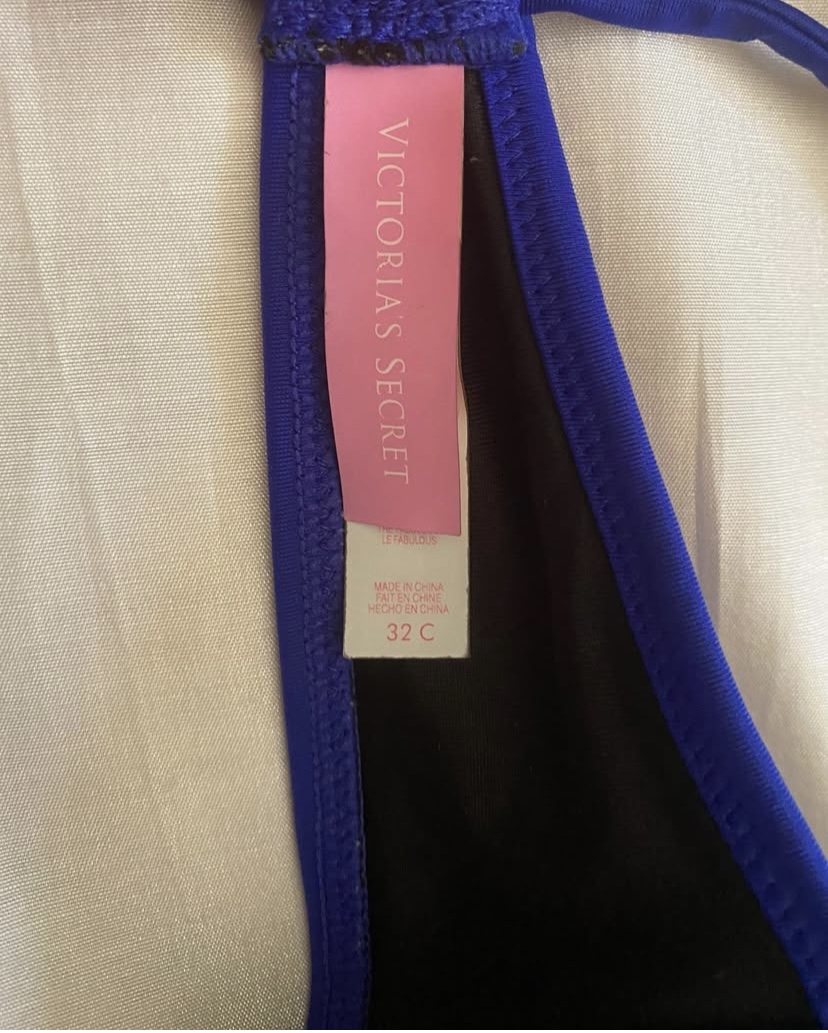 VICTORIA'S SECRET
LE FABULOUS
MADE IN CHINA
FAIT EN CHINE
HECHO EN CHINA
32 C